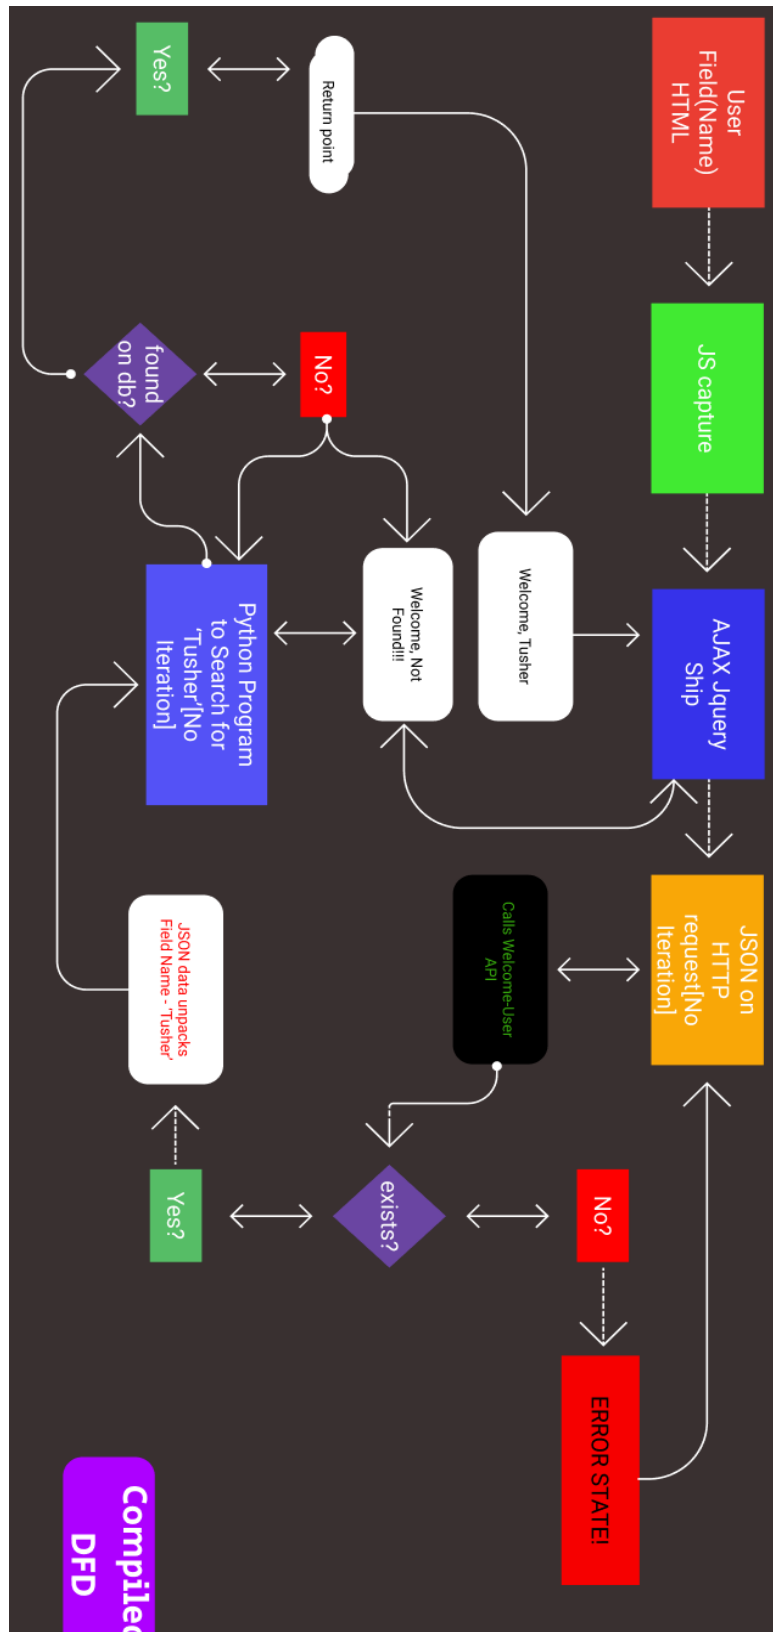 User
Field(Name)
HTML
JS capture
AJAX Jquery
Ship
JSON on
HTTP
request[No
Iteration]
Welcome, Tusher
Calls Welcome-User
API
No?
ERROR STATE!
Return point
No?
Welcome, Not
Found!!!
exists?
Yes?
found
on db?
Python Program
to Search for
'Tusher'[No
Iteration]
JSON data unpacks
Field Name - 'Tusher'
Yes?
Compiled
DFD